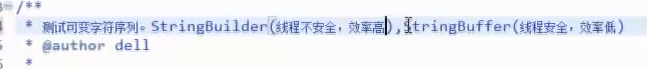 /**
* 测试可变字符序列。StringBuilder(线程不安全，效率高),StringBuffer(线程安全，效率低)
* @author dell
*